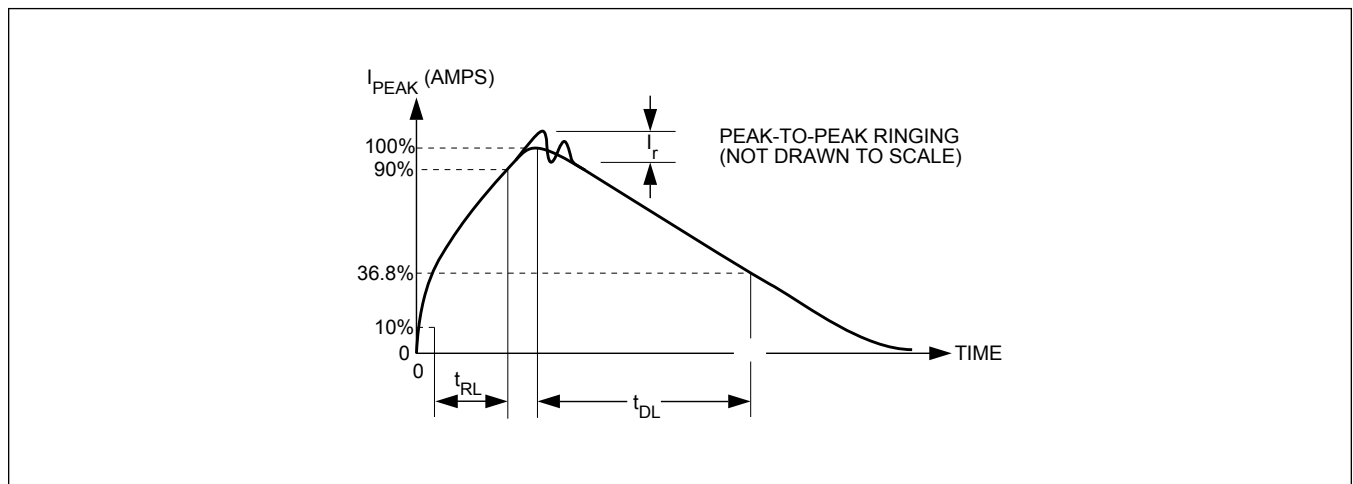 I_PEAK (AMPS)
100%
90%
36.8%
10%
0
0
I_r
PEAK-TO-PEAK RINGING
(NOT DRAWN TO SCALE)
TIME
t_RL
t_DL